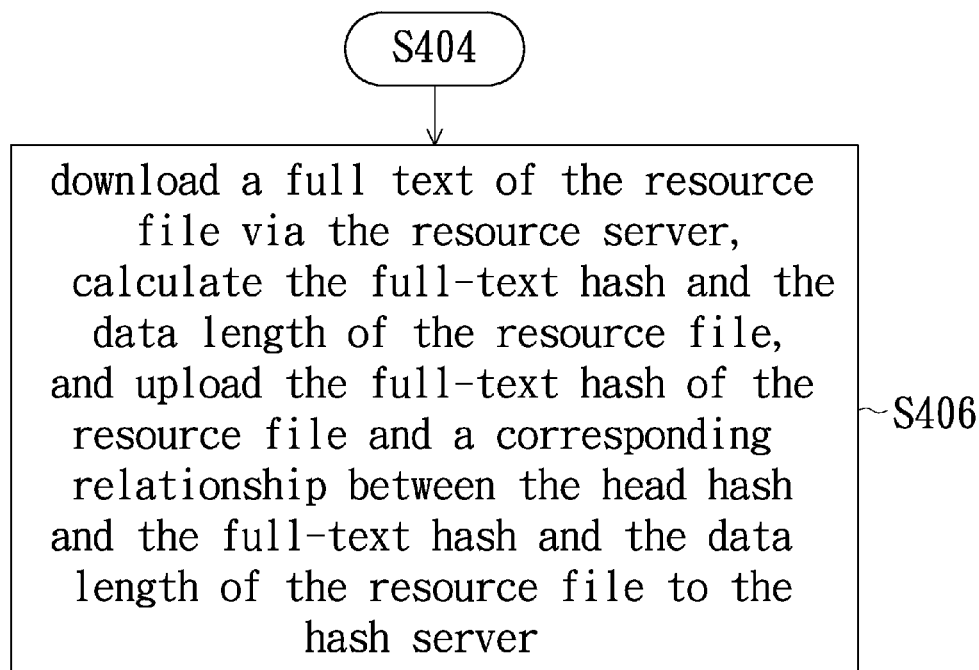 S404
download a full text of the resource
file via the resource server,
calculate the full-text hash and the
data length of the resource file,
and upload the full-text hash of the
resource file and a corresponding
relationship between the head hash
and the full-text hash and the data
length of the resource file to the
hash server
S406